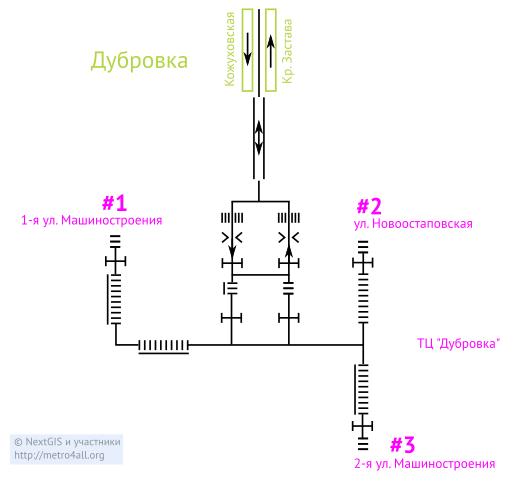 Кожуховская
Кр. Застава
Дубровка
#1
1-я ул. Машиностроения
#2
ул. Новоостаповская
ТЦ "Дубровка"
#3
2-я ул. Машиностроения
© NextGIS и участники
http://metro4all.org